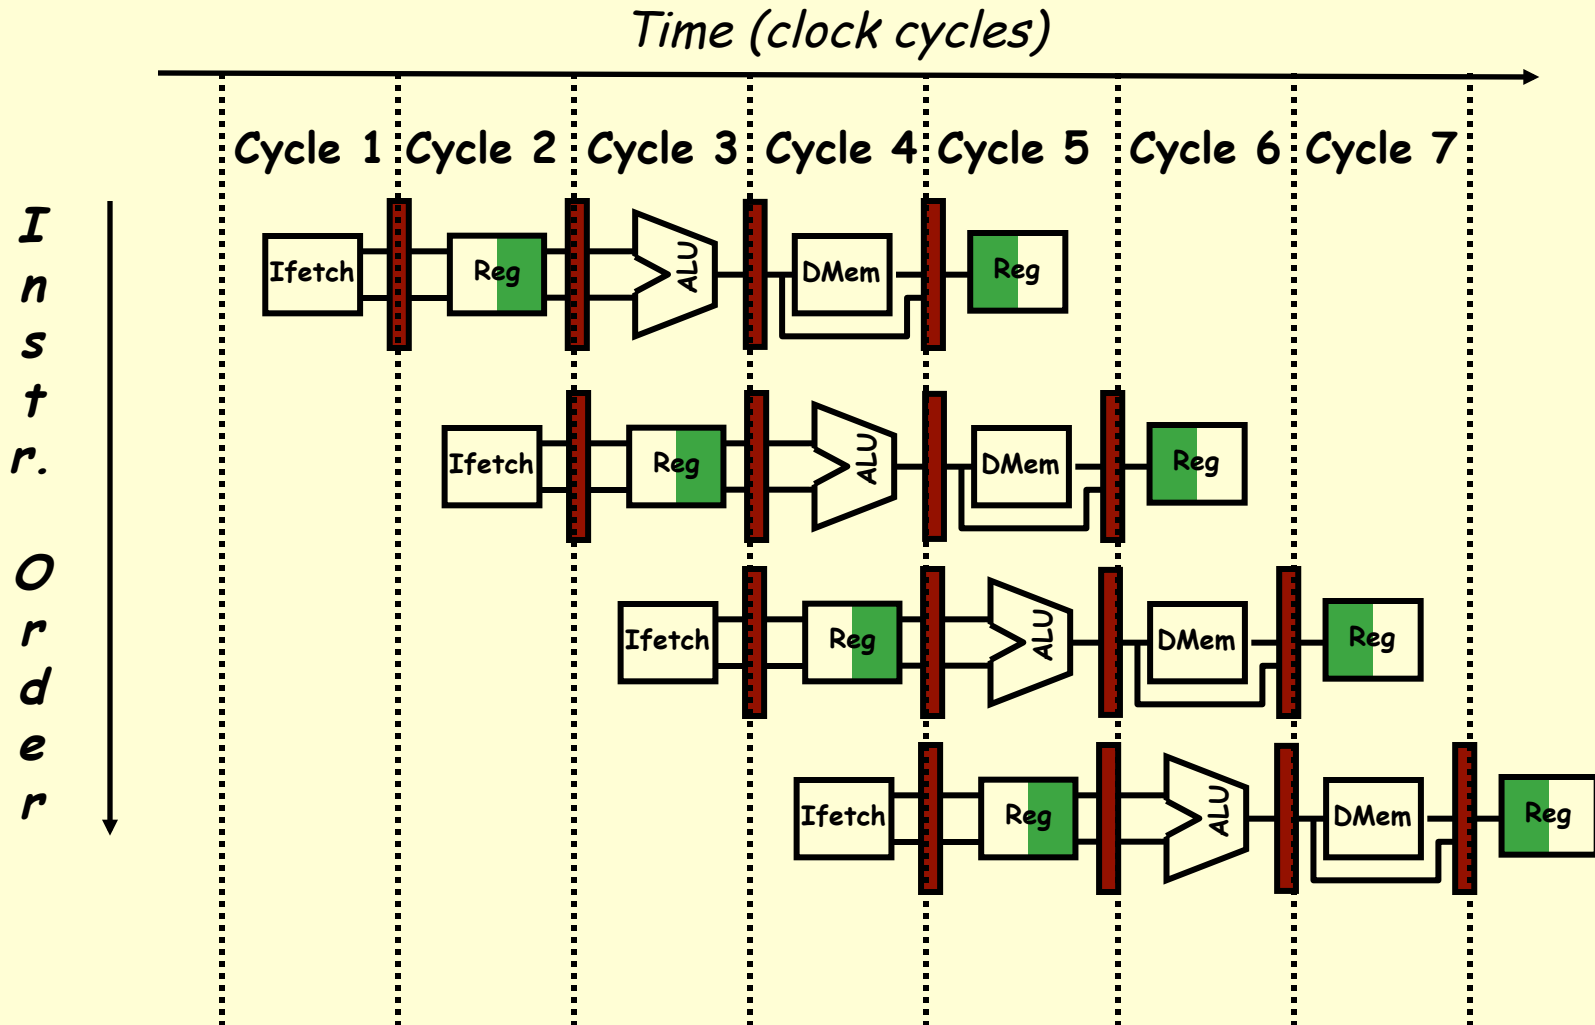 Time (clock cycles)
Cycle 1 Cycle 2 Cycle 3 Cycle 4 Cycle 5 Cycle 6 Cycle 7
Instr. Order
Ifetch Reg ALU DMem Reg
Ifetch Reg ALU DMem Reg
Ifetch Reg ALU DMem Reg
Ifetch Reg ALU DMem Reg